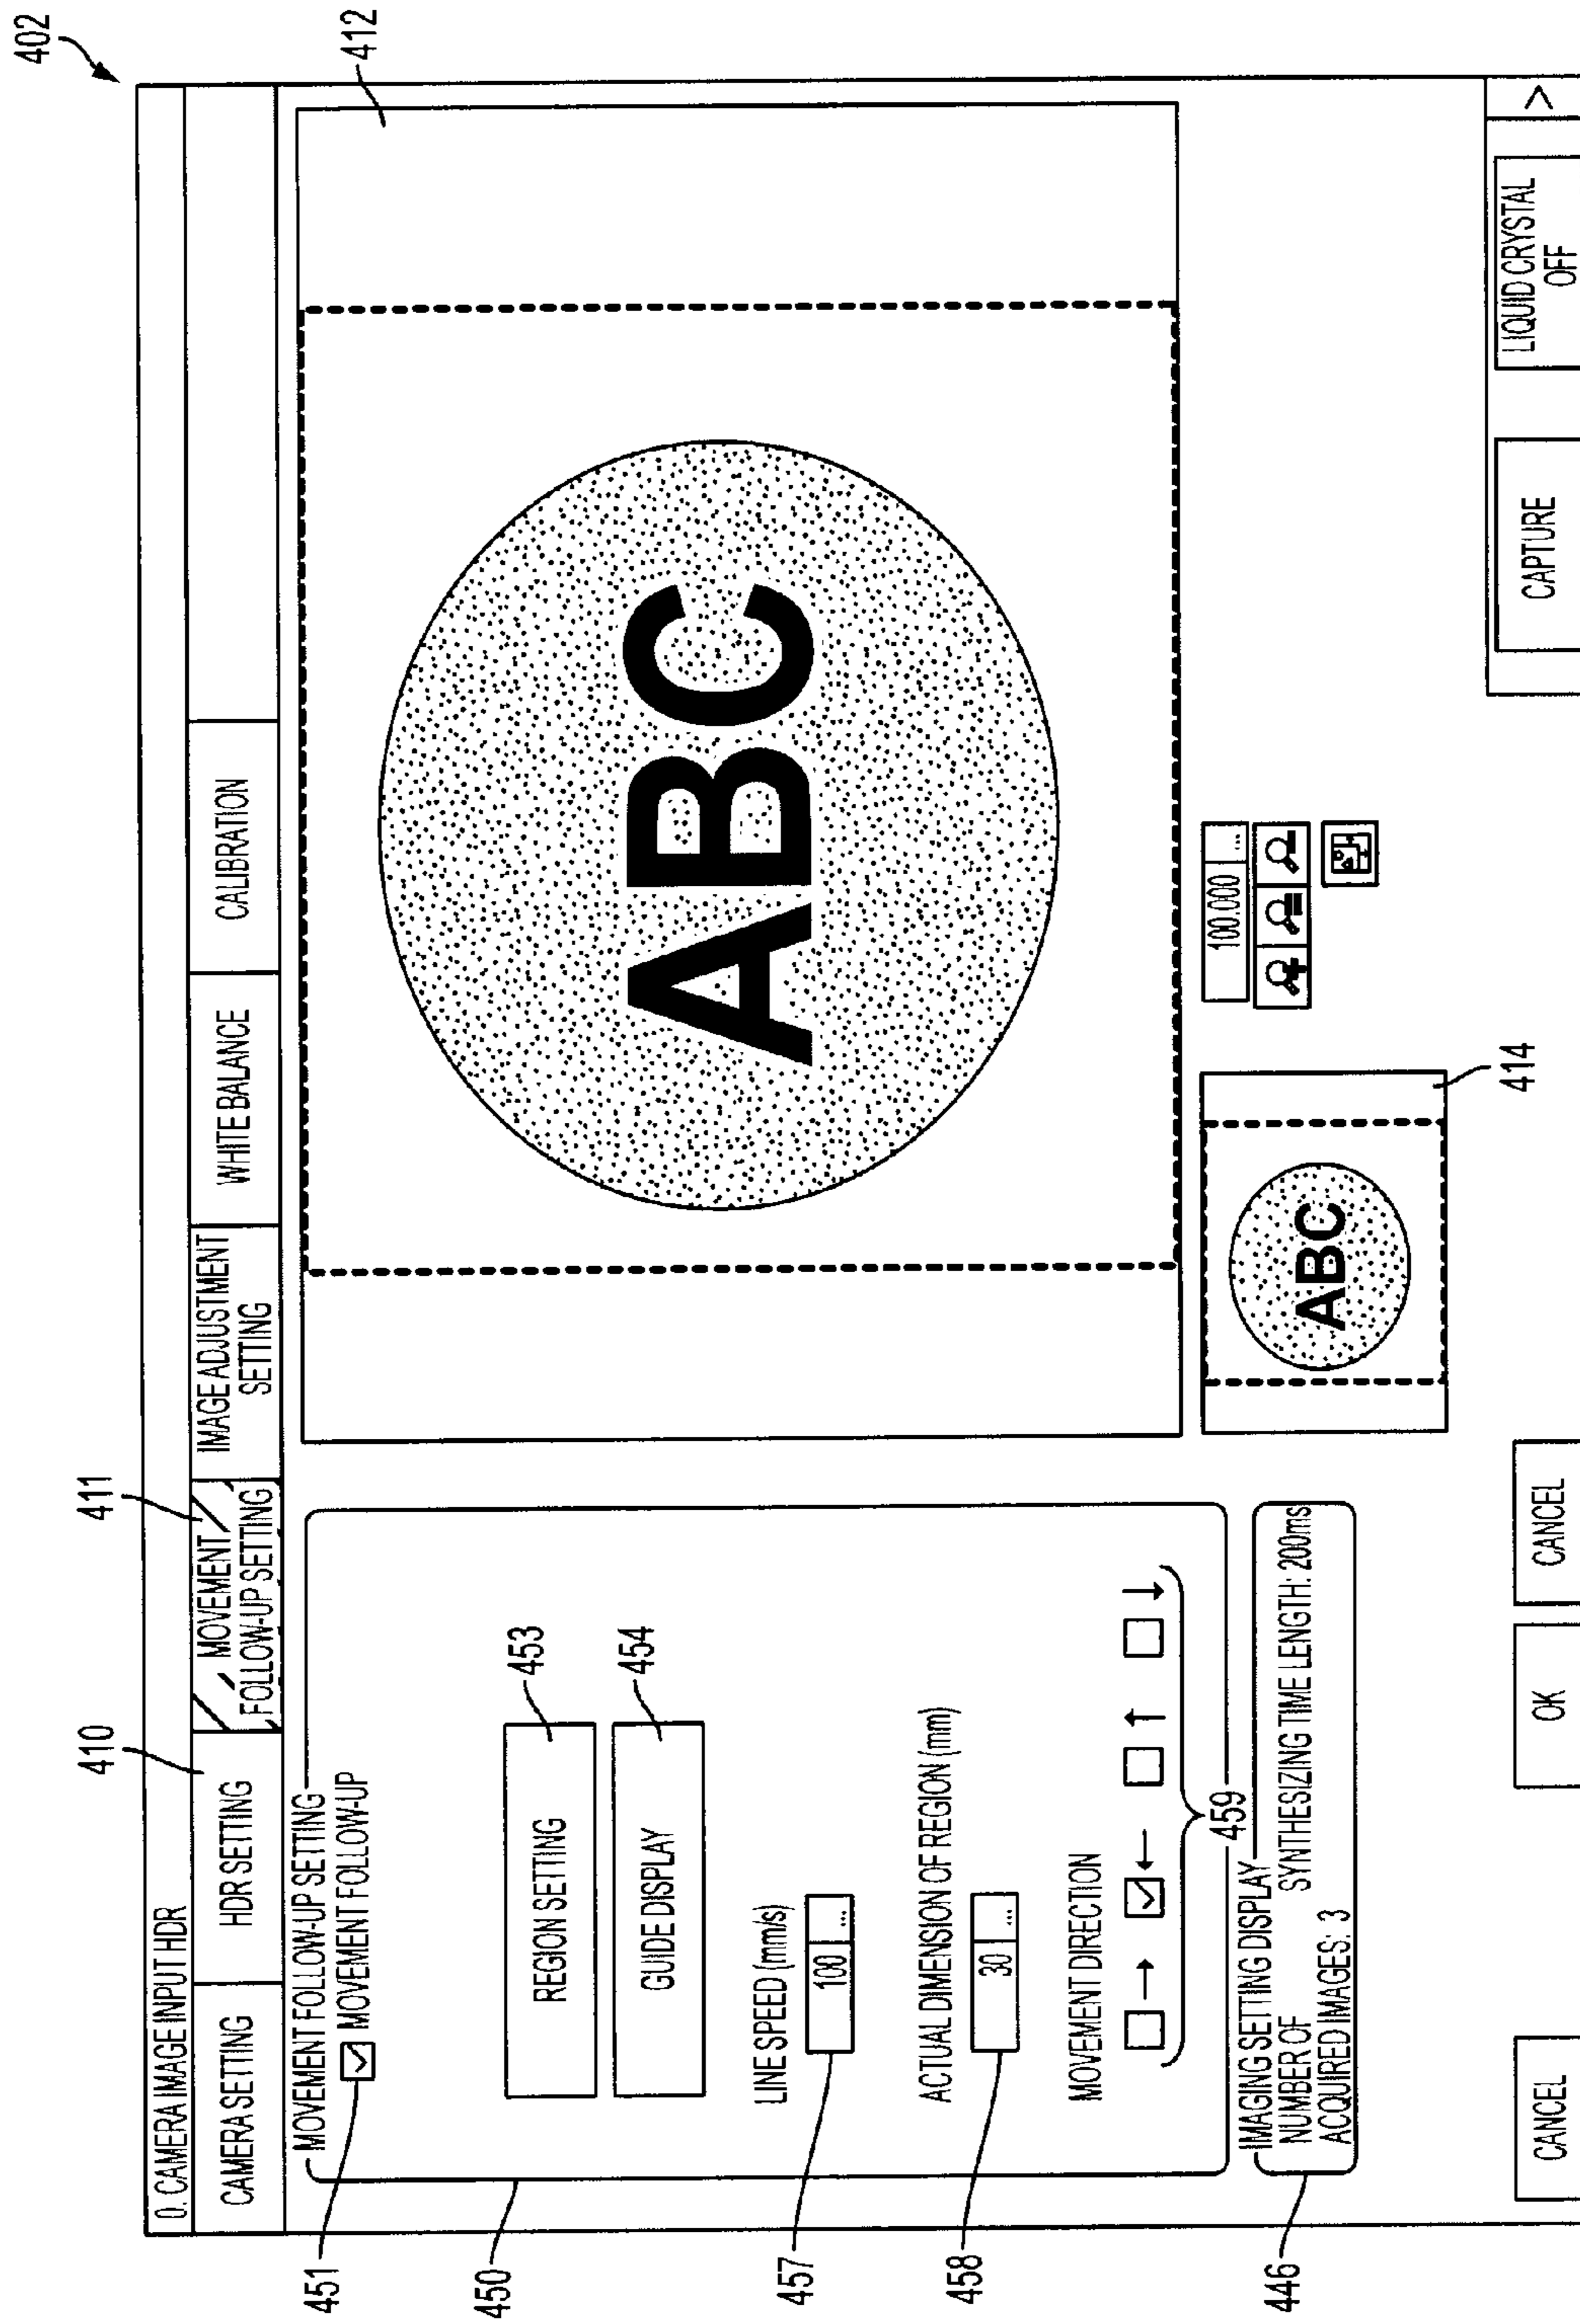 402
0. CAMERA IMAGE INPUT HDR
410
411
CAMERA SETTING
HDR SETTING
MOVEMENT
FOLLOW-UP SETTING
IMAGE ADJUSTMENT
SETTING
WHITE BALANCE
CALIBRATION
451
MOVEMENT FOLLOW-UP SETTING
MOVEMENT FOLLOW-UP
412
450
REGION SETTING
453
GUIDE DISPLAY
454
ABC
457
LINE SPEED (mm/s)
100 ...
458
ACTUAL DIMENSION OF REGION (mm)
30 ...
MOVEMENT DIRECTION
→ ← ↑ ↓
459
446
IMAGING SETTING DISPLAY
NUMBER OF SYNTHESIZING TIME LENGTH: 200ms
ACQUIRED IMAGES: 3
ABC
414
100.000 ...
CANCEL
OK
CANCEL
CAPTURE
LIQUID CRYSTAL
OFF
>